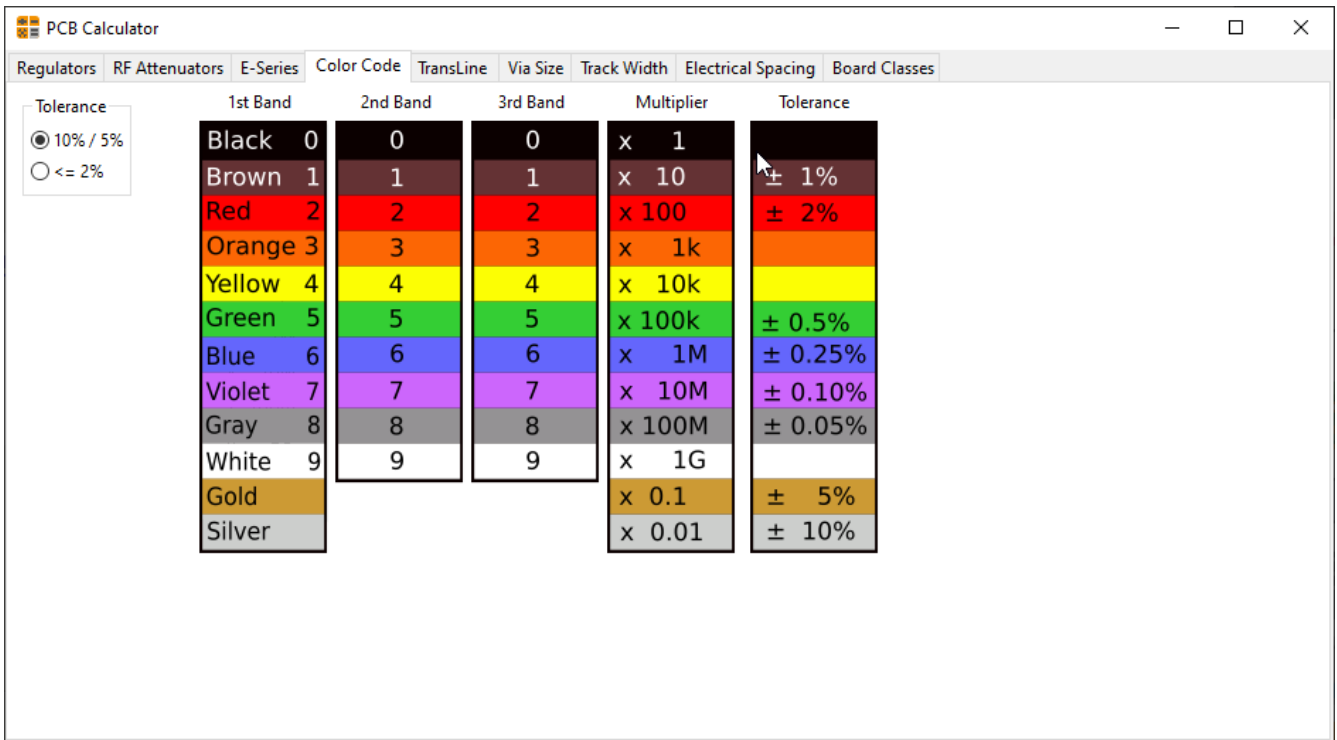 PCB Calculator
Regulators RF Attenuators E-Series Color Code TransLine Via Size Track Width Electrical Spacing Board Classes
Tolerance 1st Band 2nd Band 3rd Band Multiplier Tolerance
10% / 5%
<= 2%
Black 0 0 0 x 1
Brown 1 1 1 x 10 ± 1%
Red 2 2 2 x 100 ± 2%
Orange 3 3 3 x 1k
Yellow 4 4 4 x 10k
Green 5 5 5 x 100k ± 0.5%
Blue 6 6 6 x 1M ± 0.25%
Violet 7 7 7 x 10M ± 0.10%
Gray 8 8 8 x 100M ± 0.05%
White 9 9 9 x 1G
Gold x 0.1 ± 5%
Silver x 0.01 ± 10%